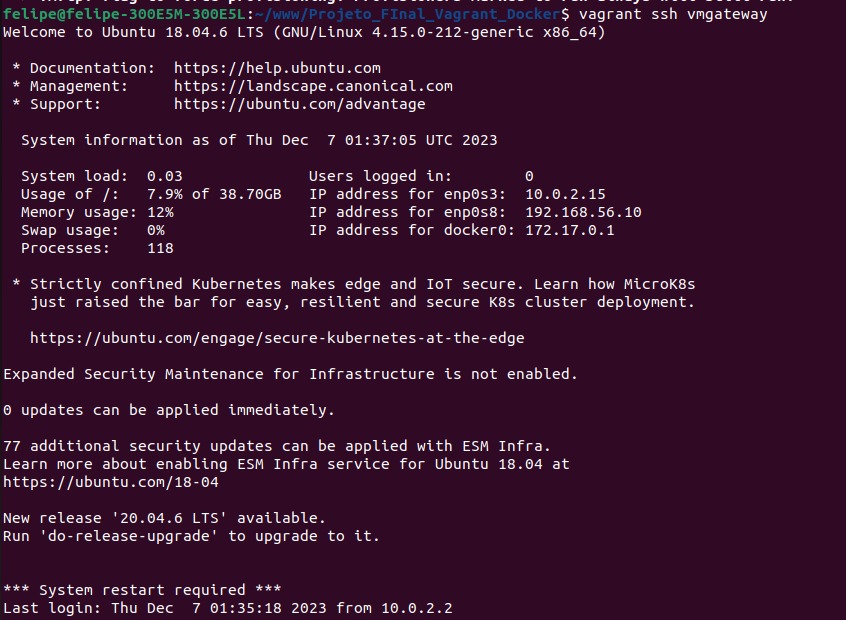 felipe@felipe-300E5M-300E5L:~/www/Projeto_FInal_Vagrant_Docker$ vagrant ssh vmgateway
Welcome to Ubuntu 18.04.6 LTS (GNU/Linux 4.15.0-212-generic x86_64)
* Documentation:  https://help.ubuntu.com
* Management:     https://landscape.canonical.com
* Support:        https://ubuntu.com/advantage
System information as of Thu Dec  7 01:37:05 UTC 2023
System load:  0.03              Users logged in:        0
Usage of /:   7.9% of 38.70GB   IP address for enp0s3:  10.0.2.15
Memory usage: 12%               IP address for enp0s8:  192.168.56.10
Swap usage:   0%                IP address for docker0: 172.17.0.1
Processes:    118
* Strictly confined Kubernetes makes edge and IoT secure. Learn how MicroK8s
just raised the bar for easy, resilient and secure K8s cluster deployment.
https://ubuntu.com/engage/secure-kubernetes-at-the-edge
Expanded Security Maintenance for Infrastructure is not enabled.
0 updates can be applied immediately.
77 additional security updates can be applied with ESM Infra.
Learn more about enabling ESM Infra service for Ubuntu 18.04 at
https://ubuntu.com/18-04
New release '20.04.6 LTS' available.
Run 'do-release-upgrade' to upgrade to it.
*** System restart required ***
Last login: Thu Dec  7 01:35:18 2023 from 10.0.2.2